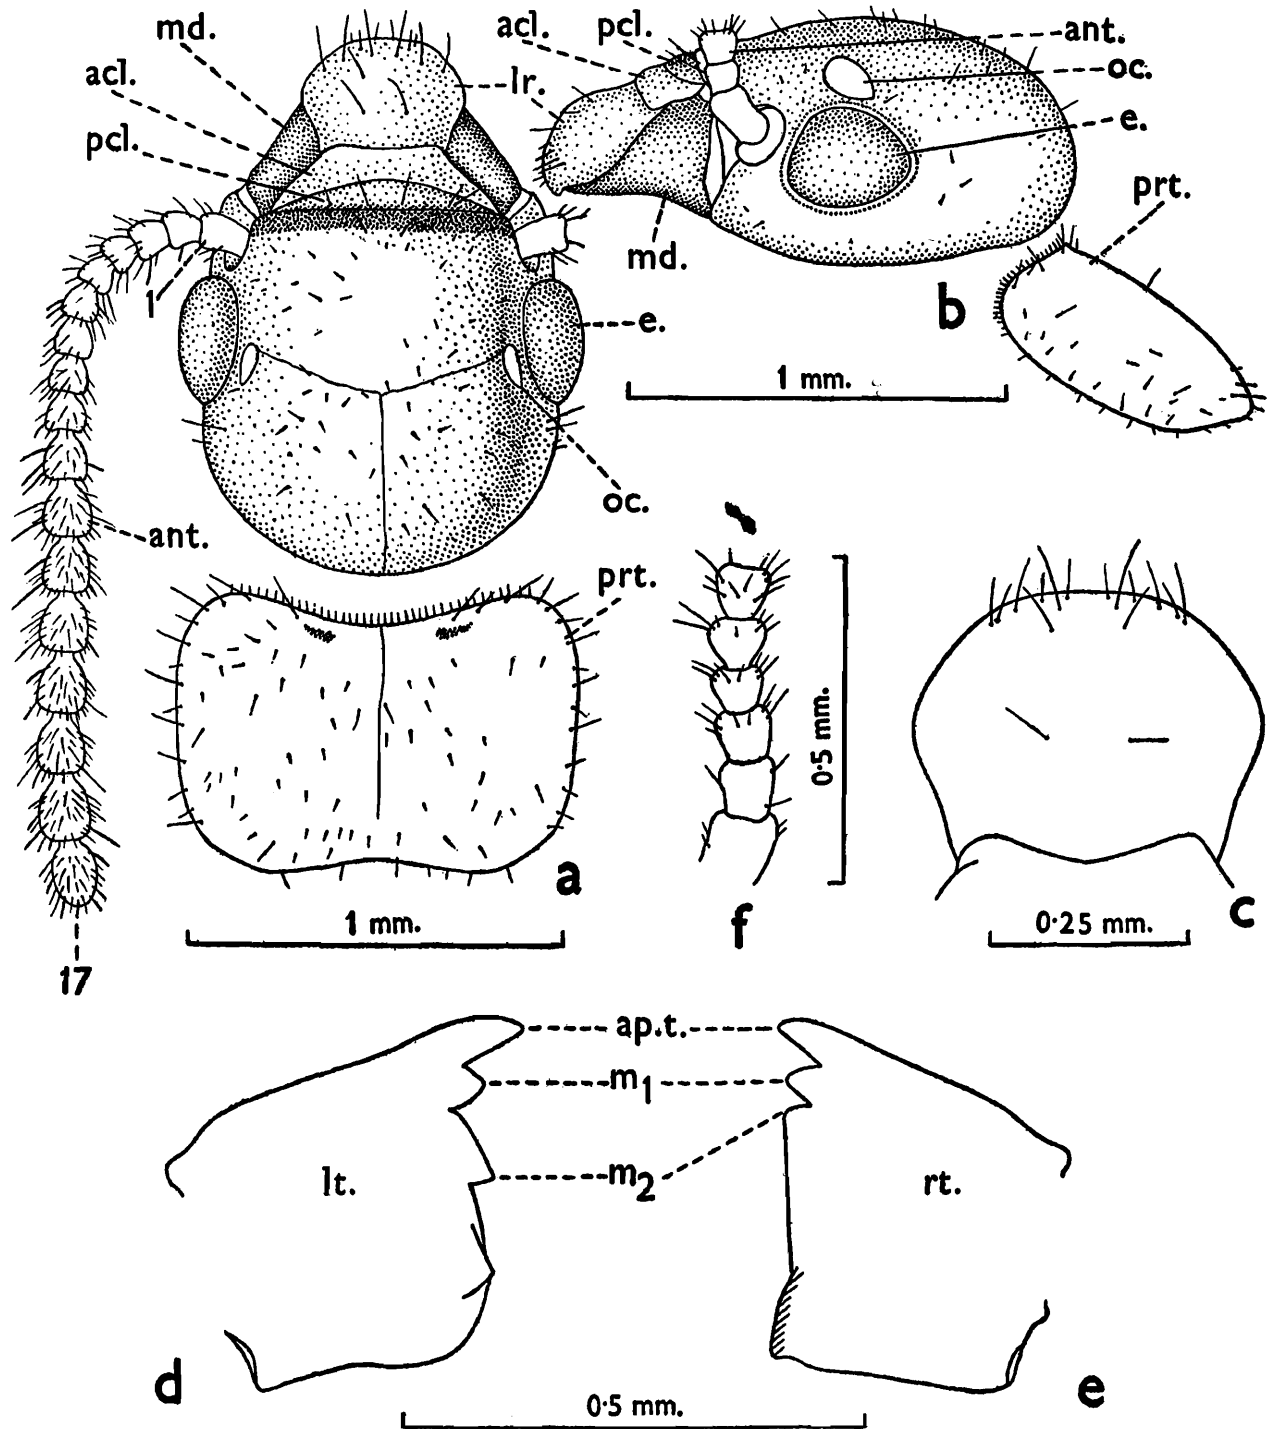 md.
acl.
pcl.
lr.
1
e.
oc.
ant.
prt.
17
a
1 mm.
acl.
pcl.
ant.
oc.
e.
prt.
md.
b
1 mm.
0·5 mm.
f
c
0·25 mm.
ap.t.
m1
m2
lt.
rt.
d
e
0·5 mm.